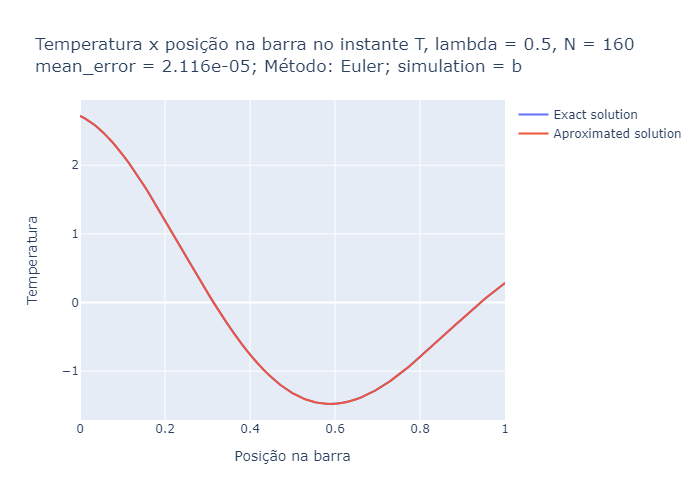 Temperatura x posição na barra no instante T, lambda = 0.5, N = 160
mean_error = 2.116e-05; Método: Euler; simulation = b
Exact solution
Aproximated solution
Temperatura
2
1
0
−1
0
0.2
0.4
0.6
0.8
1
Posição na barra